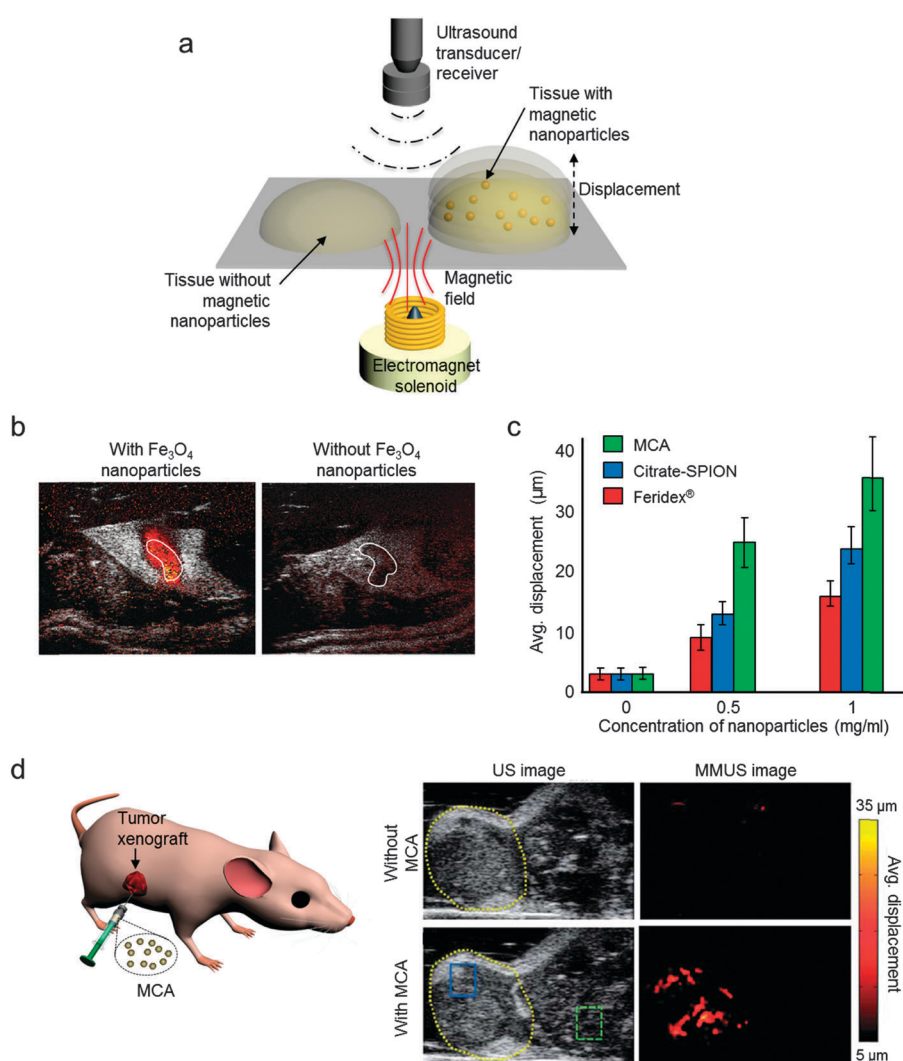 a
Ultrasound
transducer/
receiver
Tissue with
magnetic
nanoparticles
Displacement
Tissue without
magnetic
nanoparticles
Magnetic
field
Electromagnet
solenoid
b
With Fe₃O₄
nanoparticles
Without Fe₃O₄
nanoparticles
c
Avg. displacement (μm)
40
30
20
10
0
MCA
Citrate-SPION
Feridex®
0 0.5 1
Concentration of nanoparticles (mg/ml)
d
Tumor
xenograft
MCA
US image
MMUS image
Without
MCA
With MCA
35 μm
Avg. displacement
5 μm